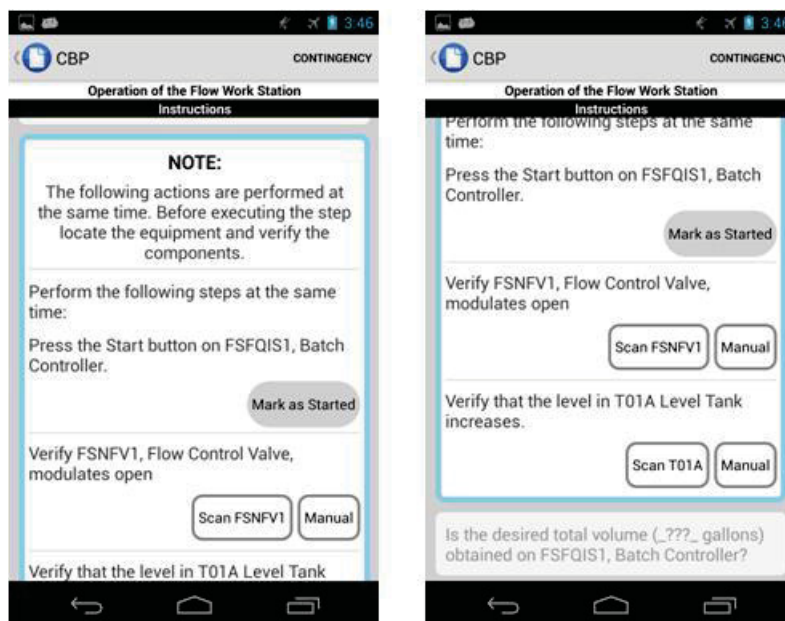 3:46
CBP
CONTINGENCY
Operation of the Flow Work Station
Instructions
NOTE:
The following actions are performed at
the same time. Before executing the step
locate the equipment and verify the
components.
Perform the following steps at the same
time:
Press the Start button on FSFQIS1, Batch
Controller.
Mark as Started
Verify FSNFV1, Flow Control Valve,
modulates open
Scan FSNFV1 Manual
Verify that the level in T01A Level Tank
3:46
CBP
CONTINGENCY
Operation of the Flow Work Station
Instructions
Perform the following steps at the same
time:
Press the Start button on FSFQIS1, Batch
Controller.
Mark as Started
Verify FSNFV1, Flow Control Valve,
modulates open
Scan FSNFV1 Manual
Verify that the level in T01A Level Tank
increases.
Scan T01A Manual
Is the desired total volume (_???_ gallons)
obtained on FSFQIS1, Batch Controller?